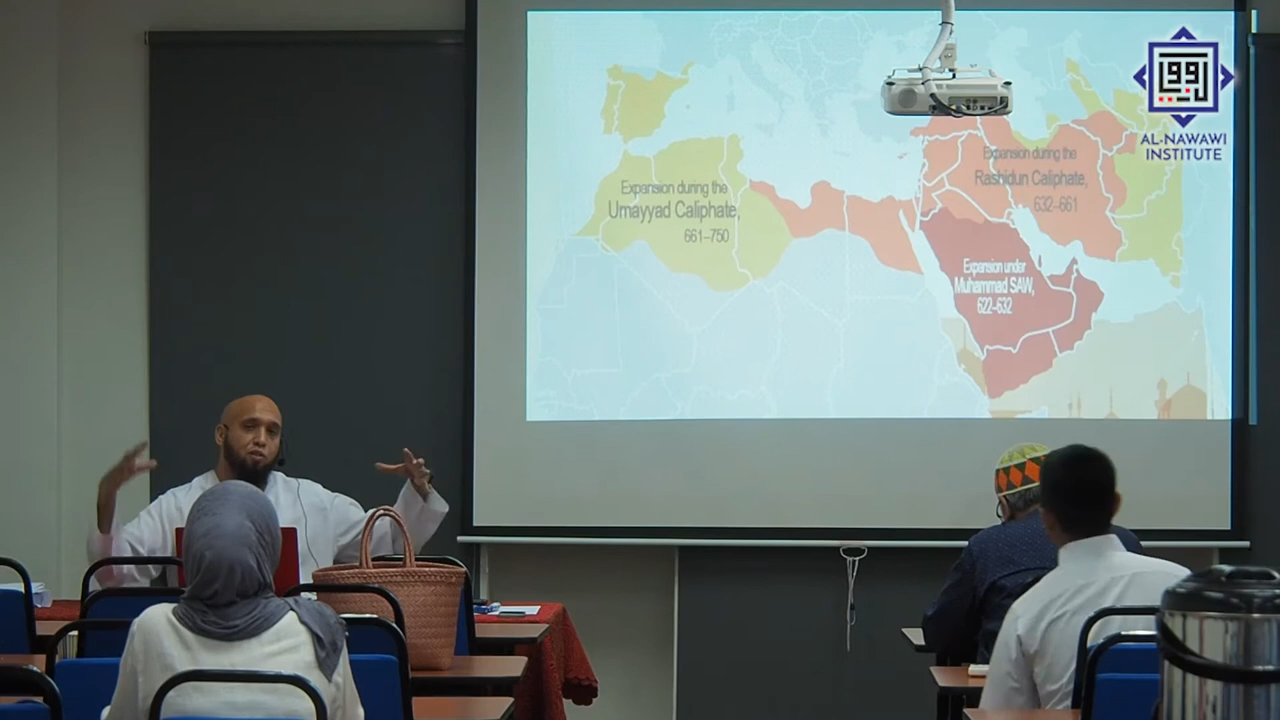 Expansion during the
Umayyad Caliphate,
661–750
Expansion during the
Rashidun Caliphate,
632–661
Expansion under
Muhammad SAW,
622–632
AL-NAWAWI
INSTITUTE